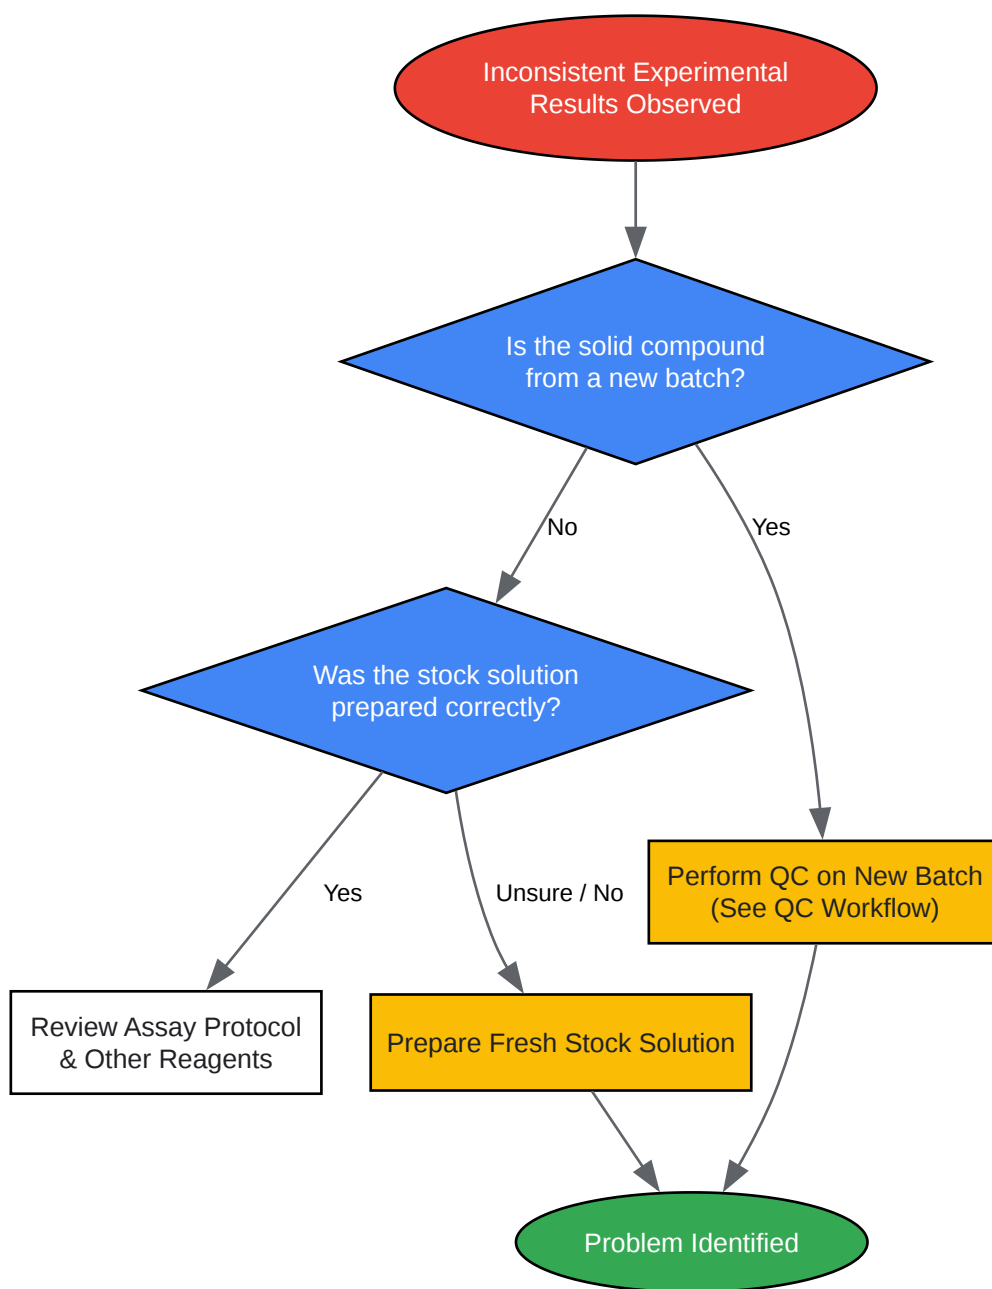 Inconsistent Experimental
Results Observed
Is the solid compound
from a new batch?
No
Yes
Was the stock solution
prepared correctly?
Yes
Unsure / No
Perform QC on New Batch
(See QC Workflow)
Review Assay Protocol
& Other Reagents
Prepare Fresh Stock Solution
Problem Identified